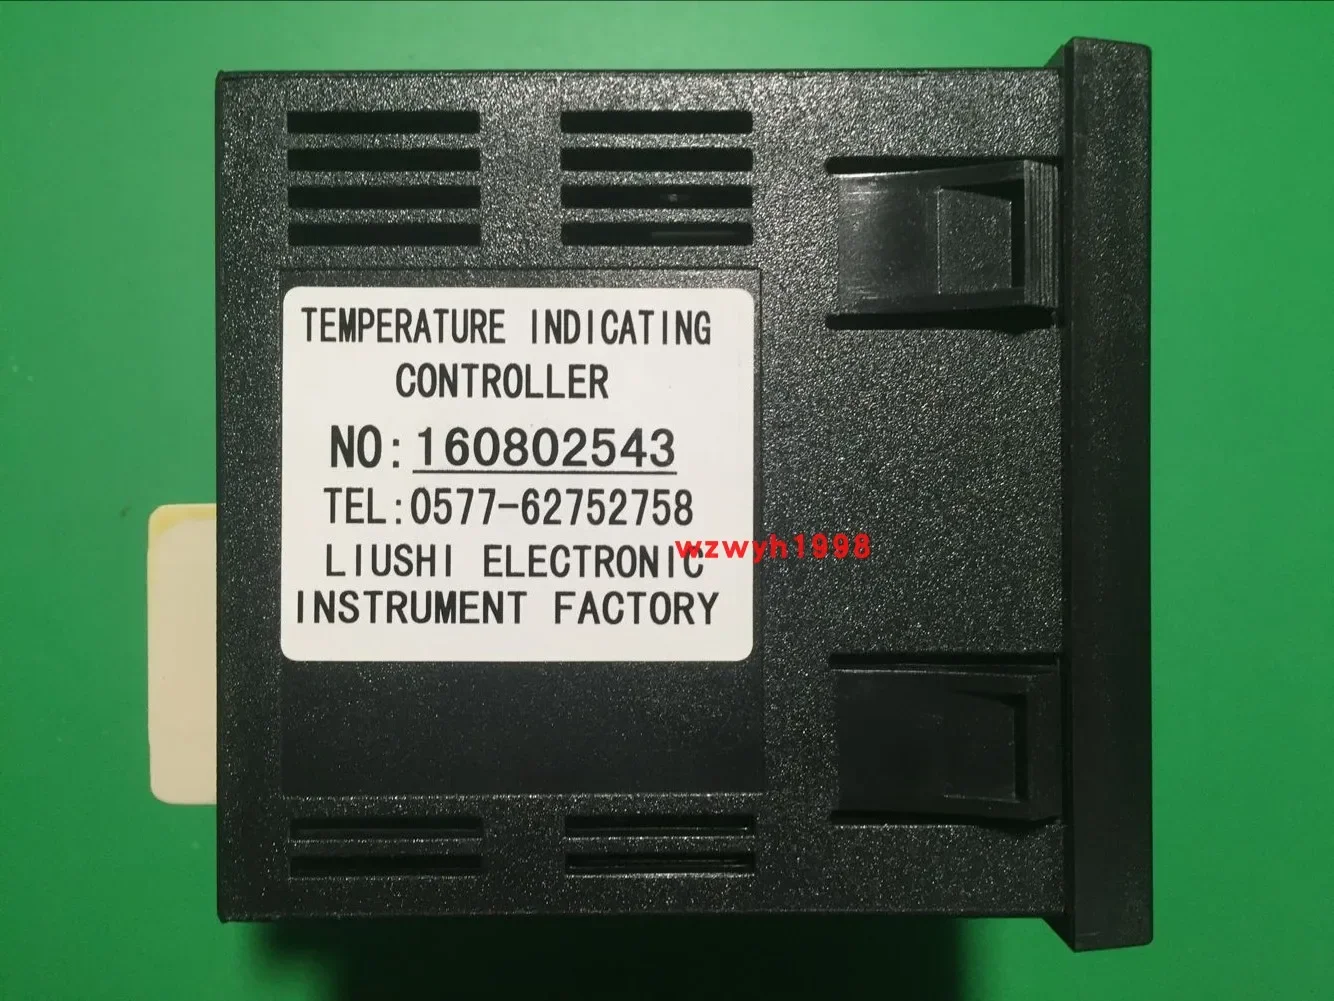 TEMPERATURE INDICATING
CONTROLLER
NO: 160802543
TEL:0577-62752758
wzwyh1998
LIUSHI ELECTRONIC
INSTRUMENT FACTORY